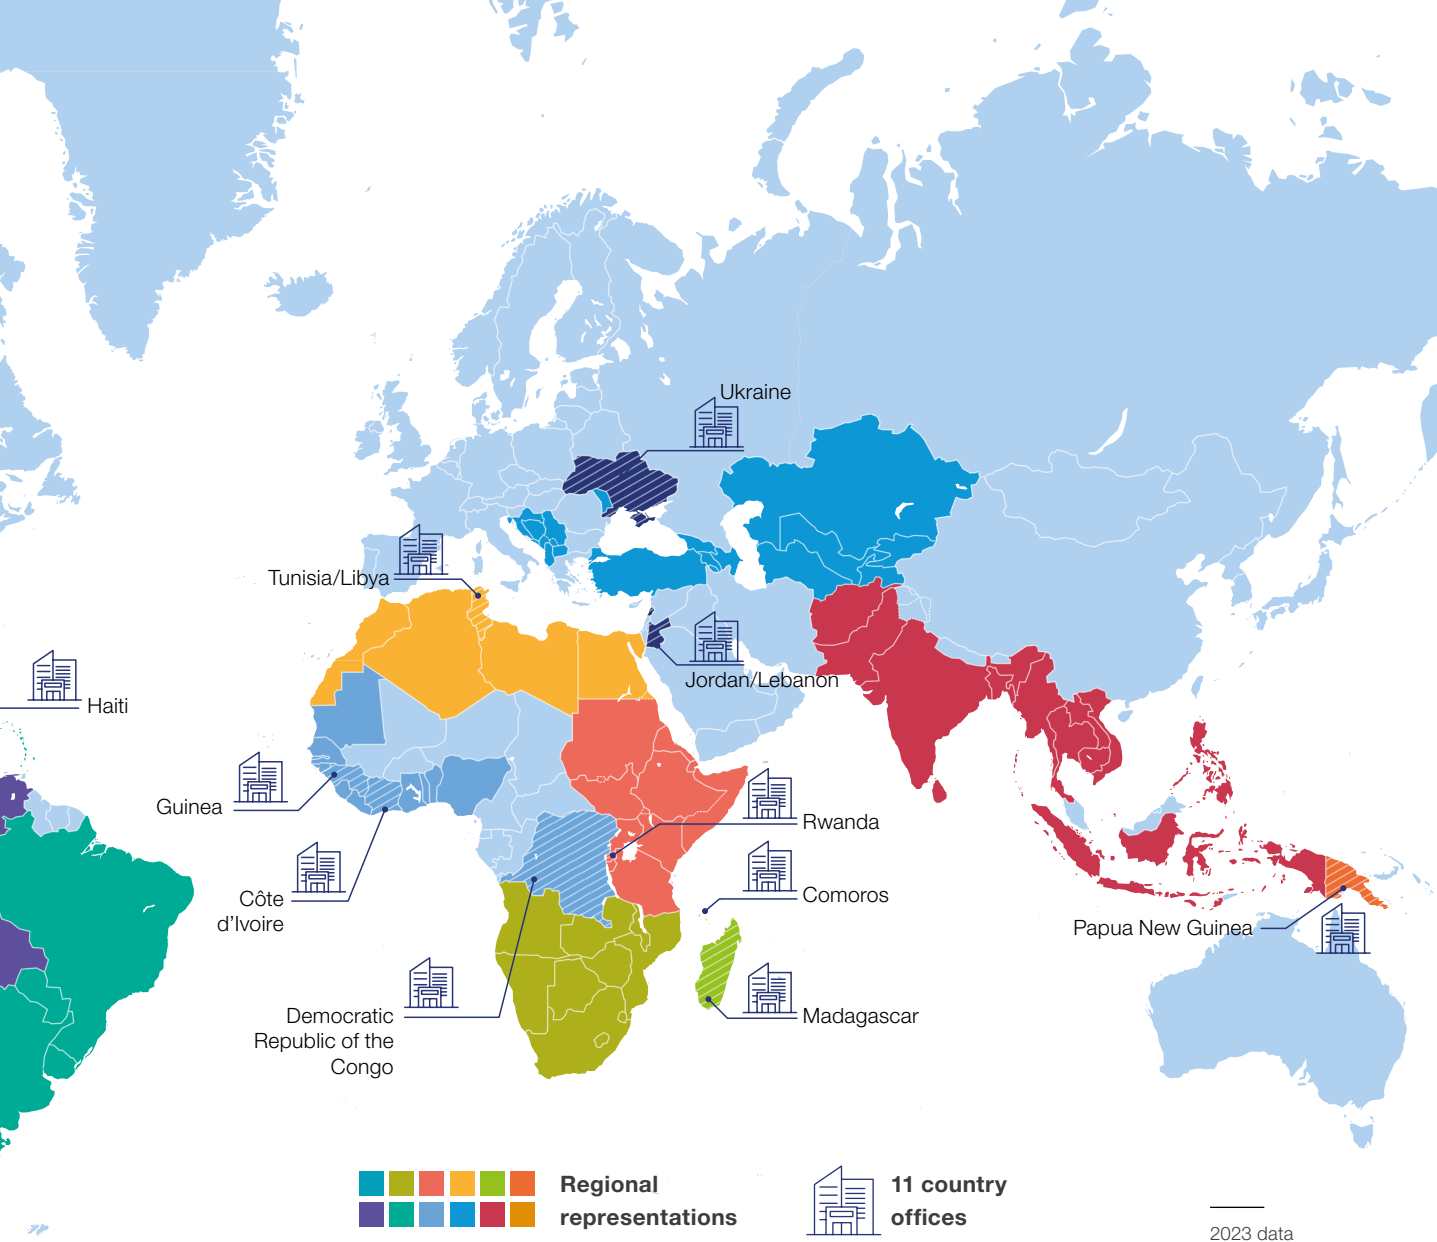 Ukraine
Tunisia/Libya
Jordan/Lebanon
Haiti
Guinea
Rwanda
Côte
d’Ivoire
Comoros
Papua New Guinea
Democratic
Republic of the
Congo
Madagascar
Regional
representations
11 country
offices
2023 data